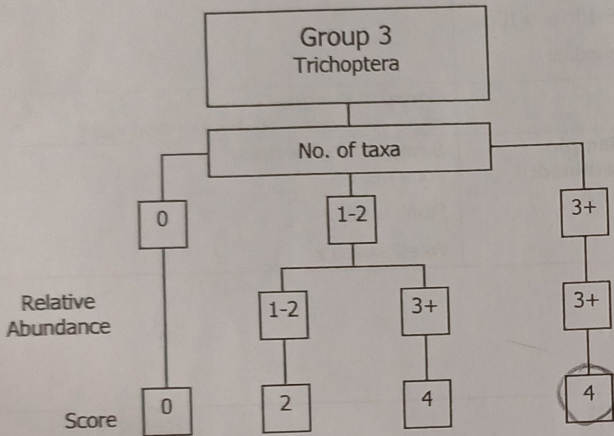 Group 3
Trichoptera
No. of taxa
0
1-2
3+
Relative
Abundance
1-2
3+
3+
Score
0
2
4
4